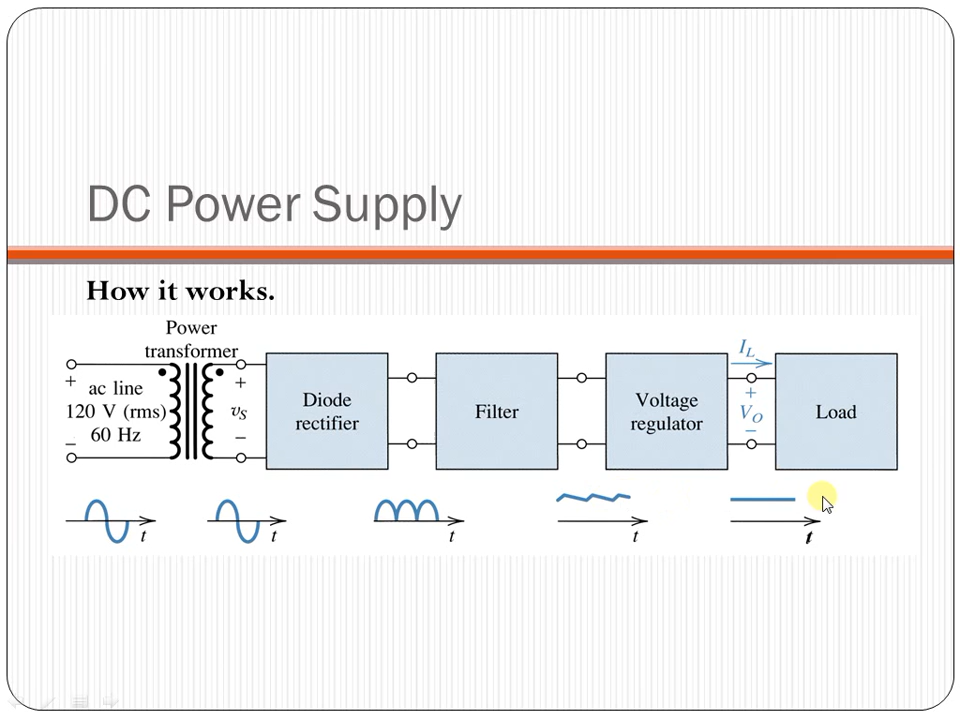 DC Power Supply
How it works.
Power
transformer
+
ac line
120 V (rms)
60 Hz
–
+
vS
–
Diode
rectifier
Filter
Voltage
regulator
IL
+
VO
–
Load
t
t
t
t
t